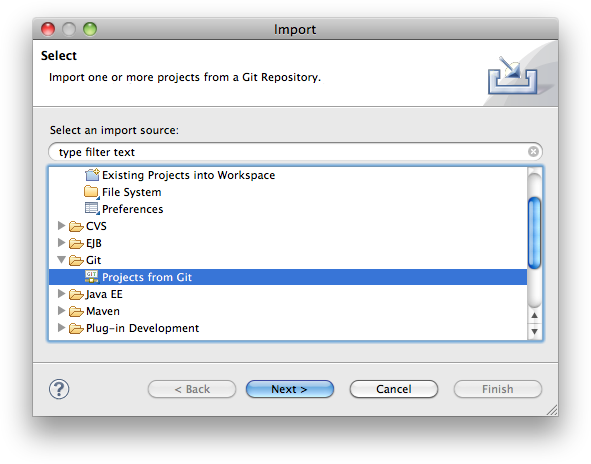 Import
Select
Import one or more projects from a Git Repository.
Select an import source:
type filter text
Existing Projects into Workspace
File System
Preferences
CVS
EJB
Git
GIT Projects from Git
Java EE
Maven
Plug-in Development
?
< Back
Next >
Cancel
Finish